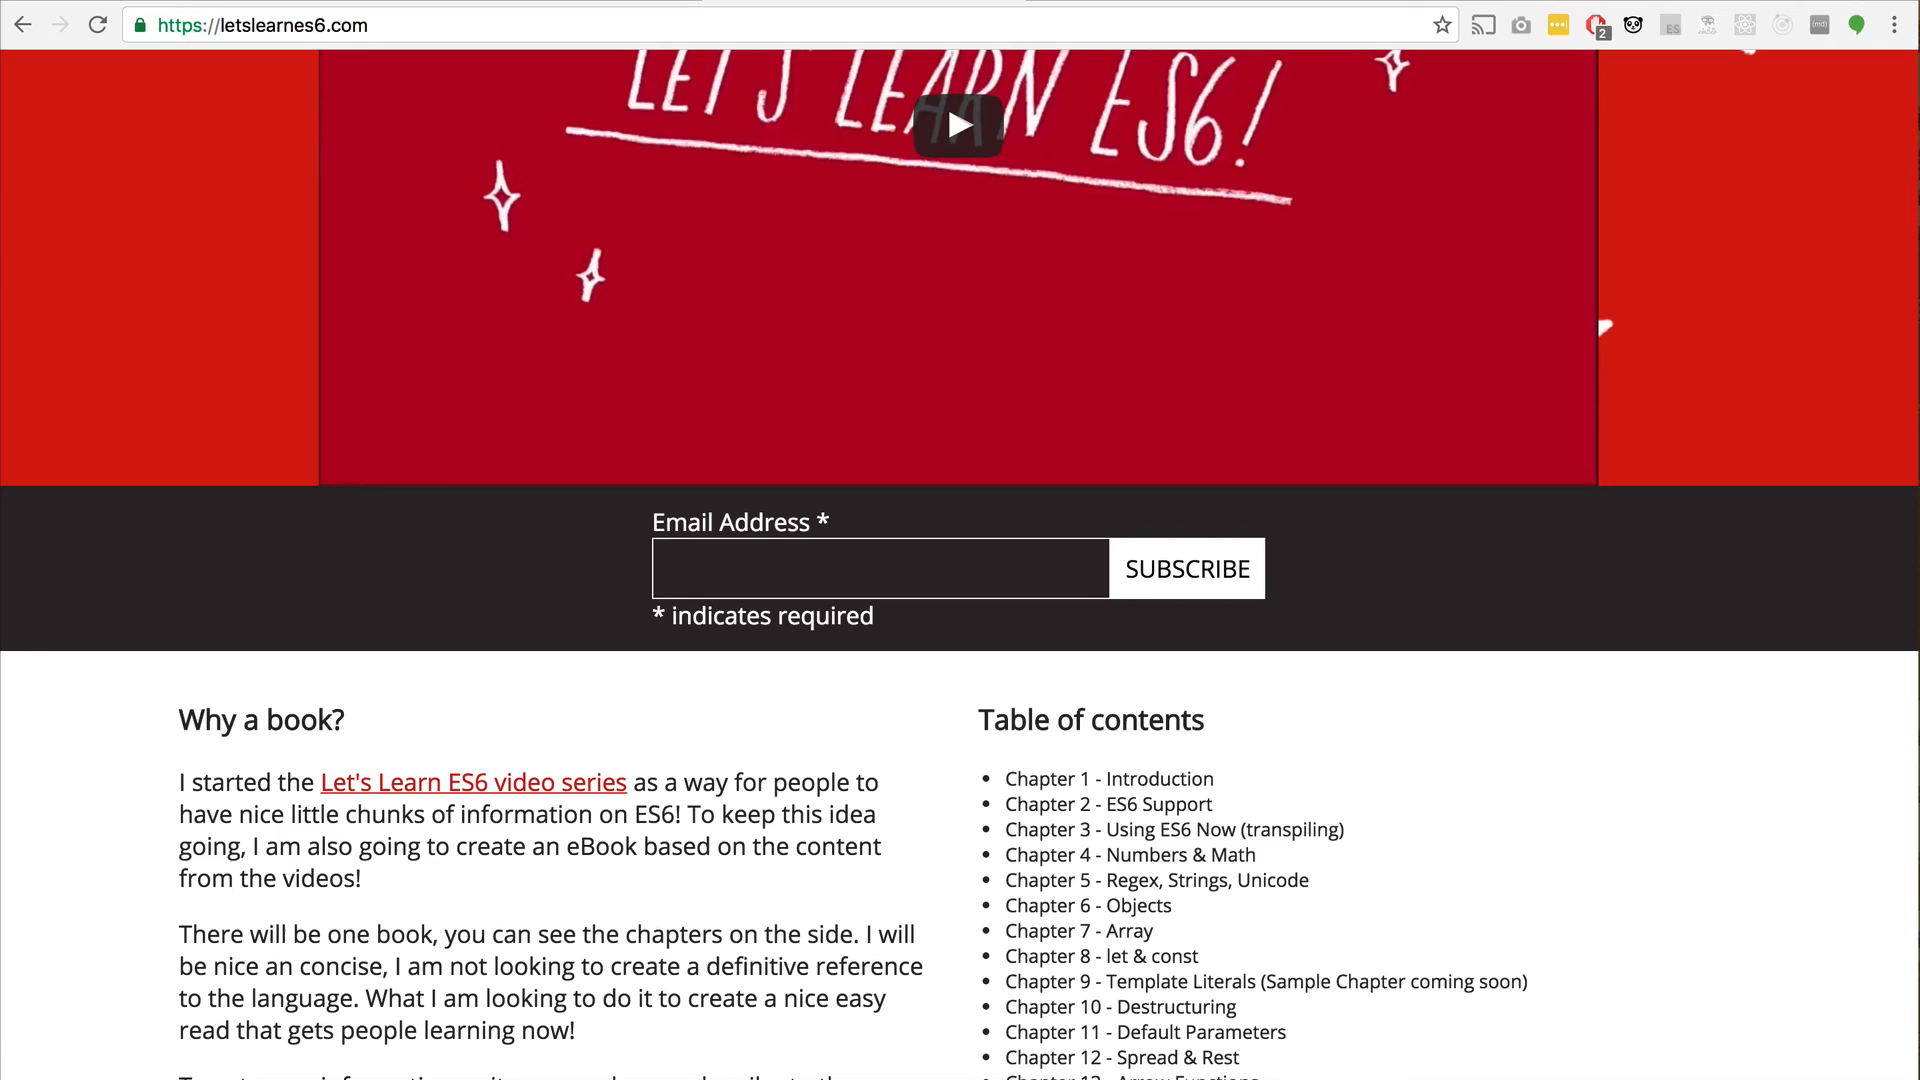 https://letslearnes6.com
2
ES
LET'S LEARN ES6!
Email Address *
SUBSCRIBE
* indicates required
Why a book?
I started the Let's Learn ES6 video series as a way for people to
have nice little chunks of information on ES6! To keep this idea
going, I am also going to create an eBook based on the content
from the videos!
There will be one book, you can see the chapters on the side. I will
be nice an concise, I am not looking to create a definitive reference
to the language. What I am looking to do it to create a nice easy
read that gets people learning now!
Table of contents
• Chapter 1 - Introduction
• Chapter 2 - ES6 Support
• Chapter 3 - Using ES6 Now (transpiling)
• Chapter 4 - Numbers & Math
• Chapter 5 - Regex, Strings, Unicode
• Chapter 6 - Objects
• Chapter 7 - Array
• Chapter 8 - let & const
• Chapter 9 - Template Literals (Sample Chapter coming soon)
• Chapter 10 - Destructuring
• Chapter 11 - Default Parameters
• Chapter 12 - Spread & Rest